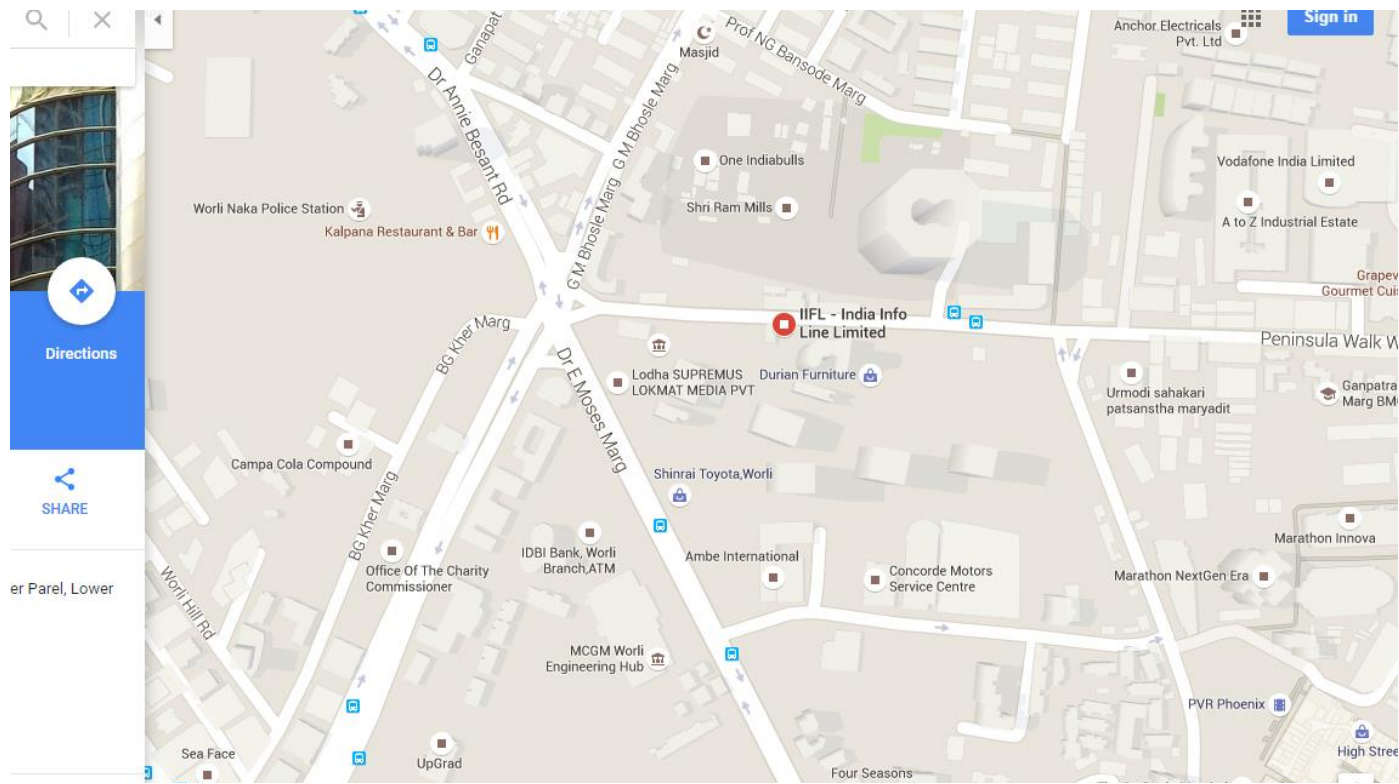 Sign in
Directions
SHARE
er Parel, Lower
Ganapat
Masjid
Prof NG Bansode Marg
Anchor Electricals
Pvt. Ltd
Dr Annie Besant Rd
G M Bhosle Marg
G M Bhosle Marg
One Indiabulls
Vodafone India Limited
Worli Naka Police Station
Shri Ram Mills
A to Z Industrial Estate
Kalpana Restaurant & Bar
G M Bhosle Marg
Grapev
Gourmet Cuis
BG Kher Marg
IIFL - India Info
Line Limited
Peninsula Walk W
Dr E Moses Marg
Lodha SUPREMUS
LOKMAT MEDIA PVT
Durian Furniture
Urmodi sahakari
patsanstha maryadit
Ganpatra
Marg BM
Campa Cola Compound
Shinrai Toyota,Worli
BG Kher Marg
Office Of The Charity
Commissioner
IDBI Bank, Worli
Branch,ATM
Ambe International
Concorde Motors
Service Centre
Marathon Innova
Marathon NextGen Era
Worli Hill Rd
MCGM Worli
Engineering Hub
PVR Phoenix
High Stree
Sea Face
UpGrad
Four Seasons